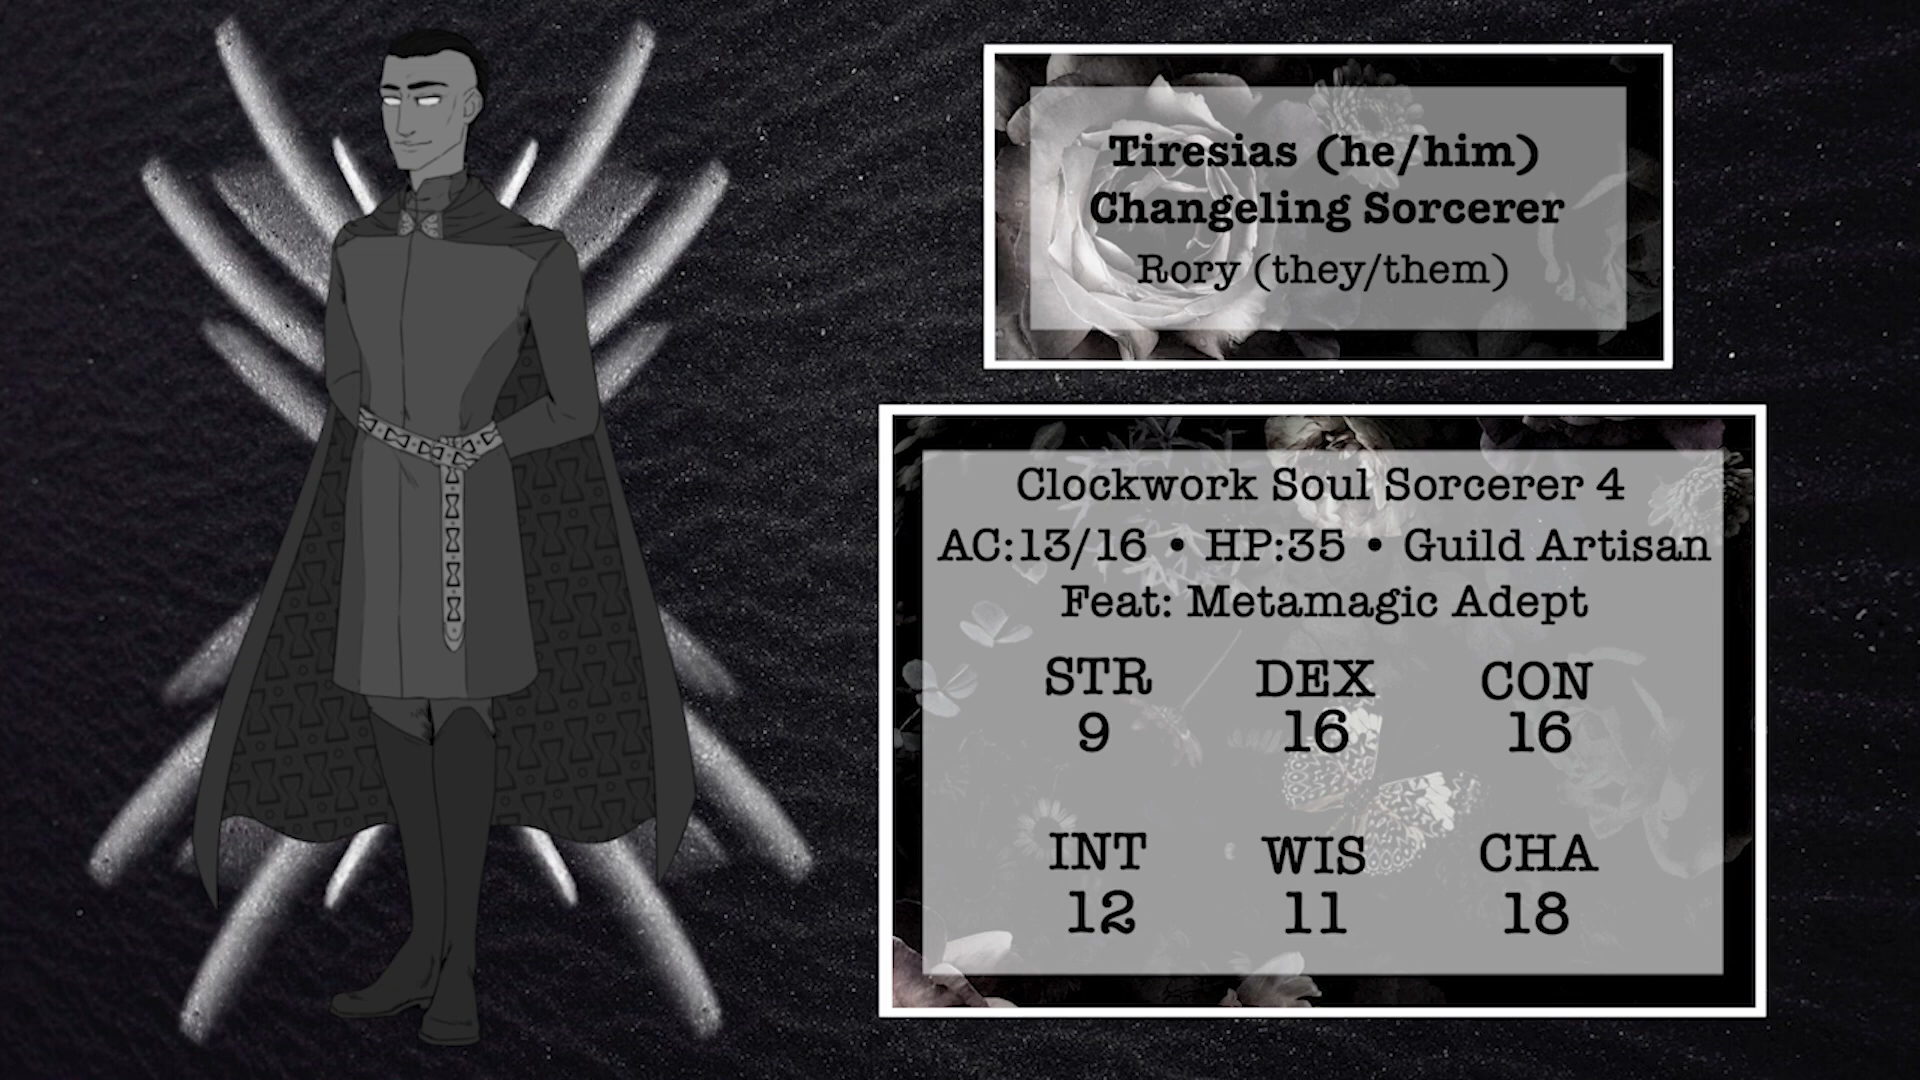 Tiresias (he/him)
Changeling Sorcerer
Rory (they/them)
Clockwork Soul Sorcerer 4
AC:13/16 • HP:35 • Guild Artisan
Feat: Metamagic Adept
STR DEX CON
9 16 16
INT WIS CHA
12 11 18